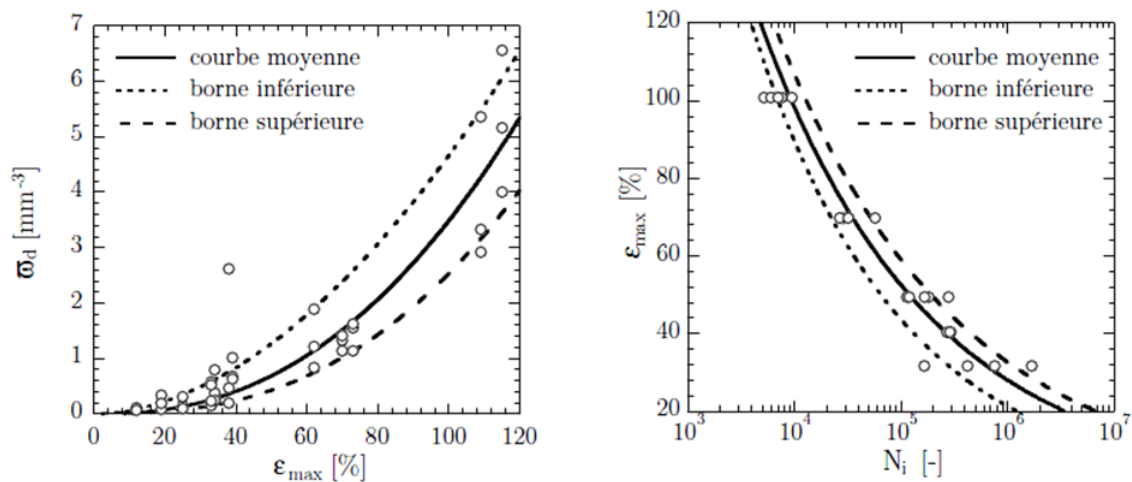 7
6
5
4
3
2
1
0
ϖd [mm⁻³]
courbe moyenne
borne inférieure
borne supérieure
0 20 40 60 80 100 120
εmax [%]
120
100
80
60
40
20
εmax [%]
courbe moyenne
borne inférieure
borne supérieure
10³ 10⁴ 10⁵ 10⁶ 10⁷
Ni [-]